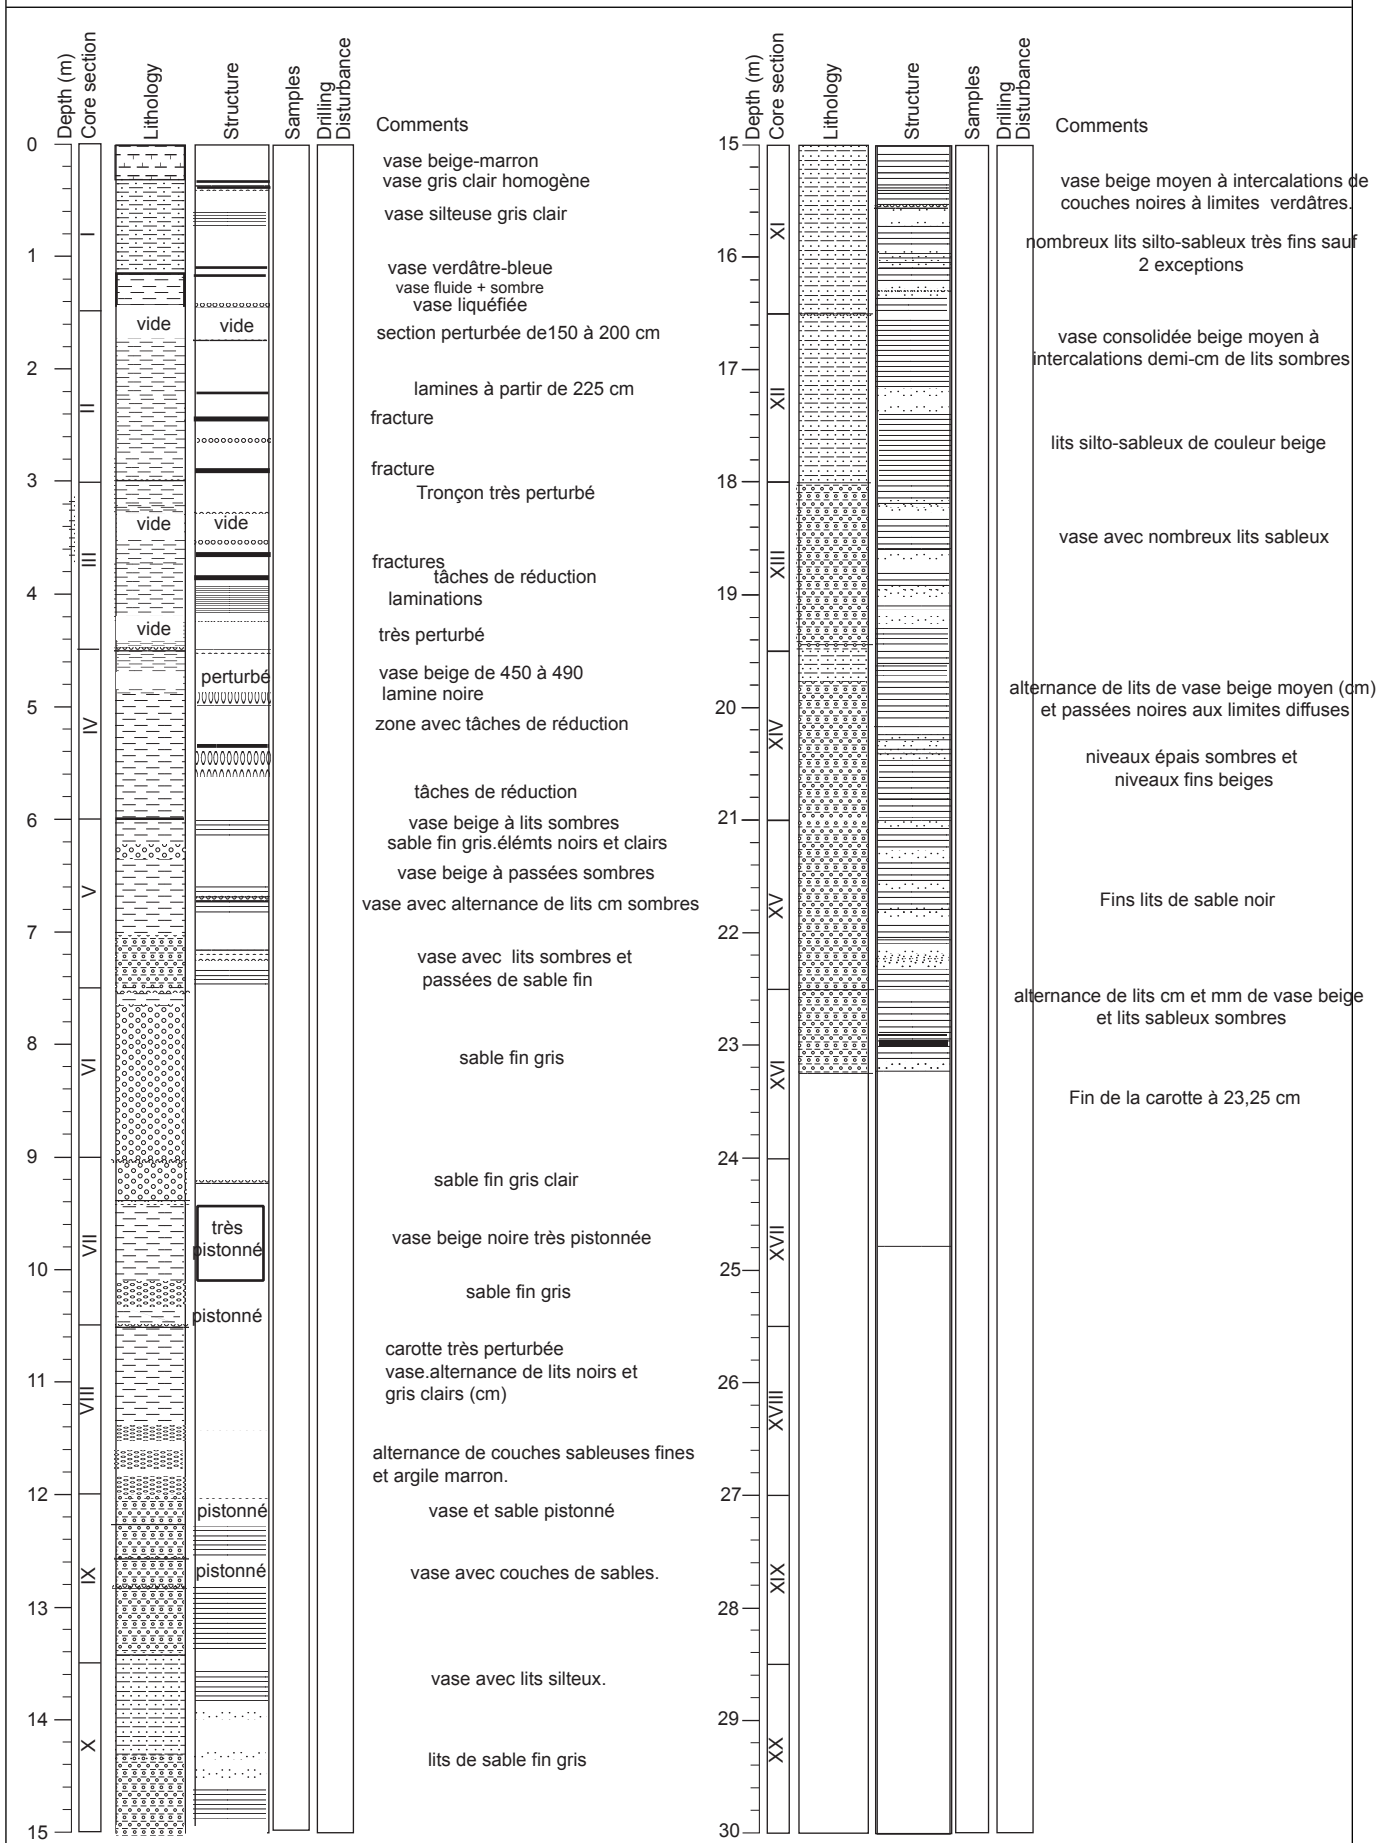 Depth (m)
Core section
Lithology
Structure
Samples
Drilling
Disturbance
Comments
0
1
2
3
4
5
6
7
8
9
10
11
12
13
14
15
I
II
III
IV
V
VI
VII
VIII
IX
X
vide
vide
vide
vide
vide
perturbé
très
pistonné
pistonné
pistonné
pistonné
vase beige-marron
vase gris clair homogène
vase silteuse gris clair
vase verdâtre-bleue
vase fluide + sombre
vase liquéfiée
section perturbée de150 à 200 cm
lamines à partir de 225 cm
fracture
fracture
Tronçon très perturbé
fractures
tâches de réduction
laminations
très perturbé
vase beige de 450 à 490
lamine noire
zone avec tâches de réduction
tâches de réduction
vase beige à lits sombres
sable fin gris.élémts noirs et clairs
vase beige à passées sombres
vase avec alternance de lits cm sombres
vase avec lits sombres et
passées de sable fin
sable fin gris
sable fin gris clair
vase beige noire très pistonnée
sable fin gris
carotte très perturbée
vase.alternance de lits noirs et
gris clairs (cm)
alternance de couches sableuses fines
et argile marron.
vase et sable pistonné
vase avec couches de sables.
vase avec lits silteux.
lits de sable fin gris
Depth (m)
Core section
Lithology
Structure
Samples
Drilling
Disturbance
Comments
15
16
17
18
19
20
21
22
23
24
25
26
27
28
29
30
XI
XII
XIII
XIV
XV
XVI
XVII
XVIII
XIX
XX
vase beige moyen à intercalations de
couches noires à limites verdâtres.
nombreux lits silto-sableux très fins sauf
2 exceptions
vase consolidée beige moyen à
intercalations demi-cm de lits sombres
lits silto-sableux de couleur beige
vase avec nombreux lits sableux
alternance de lits de vase beige moyen (cm)
et passées noires aux limites diffuses
niveaux épais sombres et
niveaux fins beiges
Fins lits de sable noir
alternance de lits cm et mm de vase beige
et lits sableux sombres
Fin de la carotte à 23,25 cm